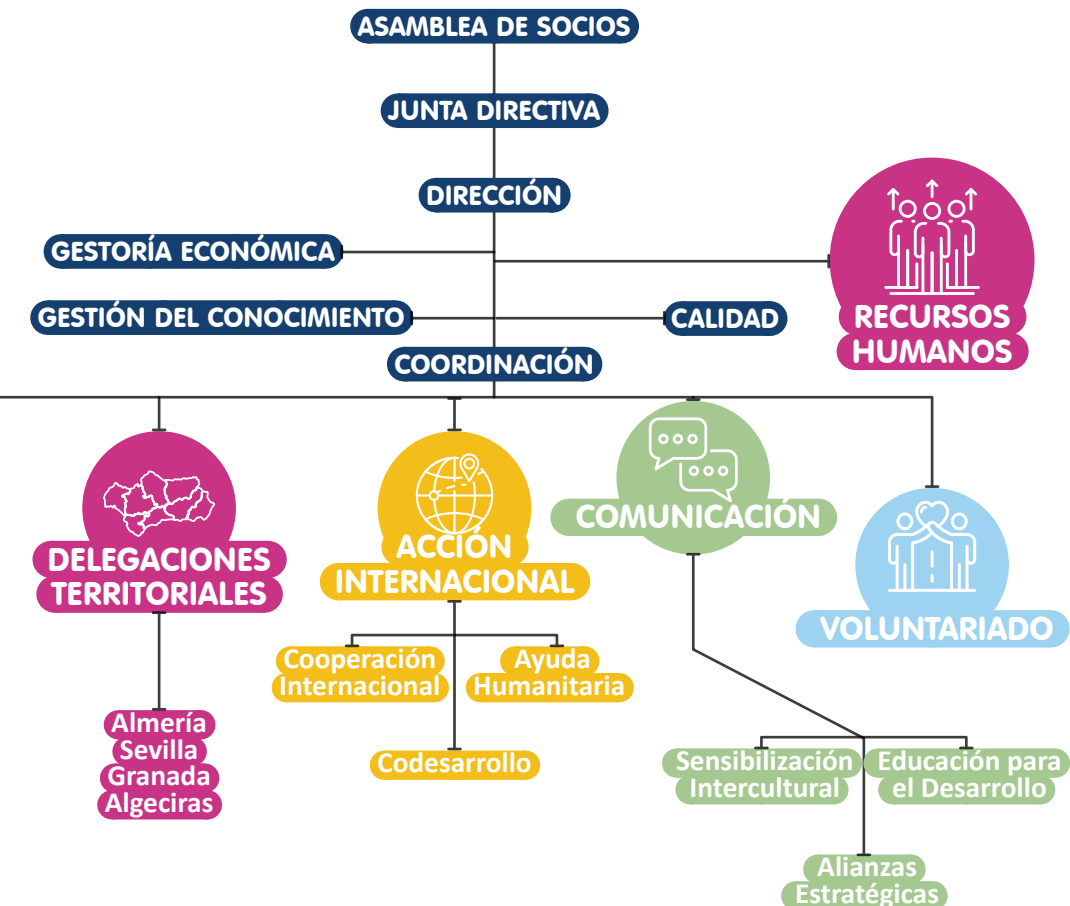 ASAMBLEA DE SOCIOS
JUNTA DIRECTIVA
DIRECCIÓN
GESTORÍA ECONÓMICA
RECURSOS
HUMANOS
GESTIÓN DEL CONOCIMIENTO
CALIDAD
COORDINACIÓN
DELEGACIONES
TERRITORIALES
Almería
Sevilla
Granada
Algeciras
ACCIÓN
INTERNACIONAL
Cooperación
Internacional
Ayuda
Humanitaria
Codesarrollo
COMUNICACIÓN
Sensibilización
Intercultural
Educación para
el Desarrollo
Alianzas
Estratégicas
VOLUNTARIADO